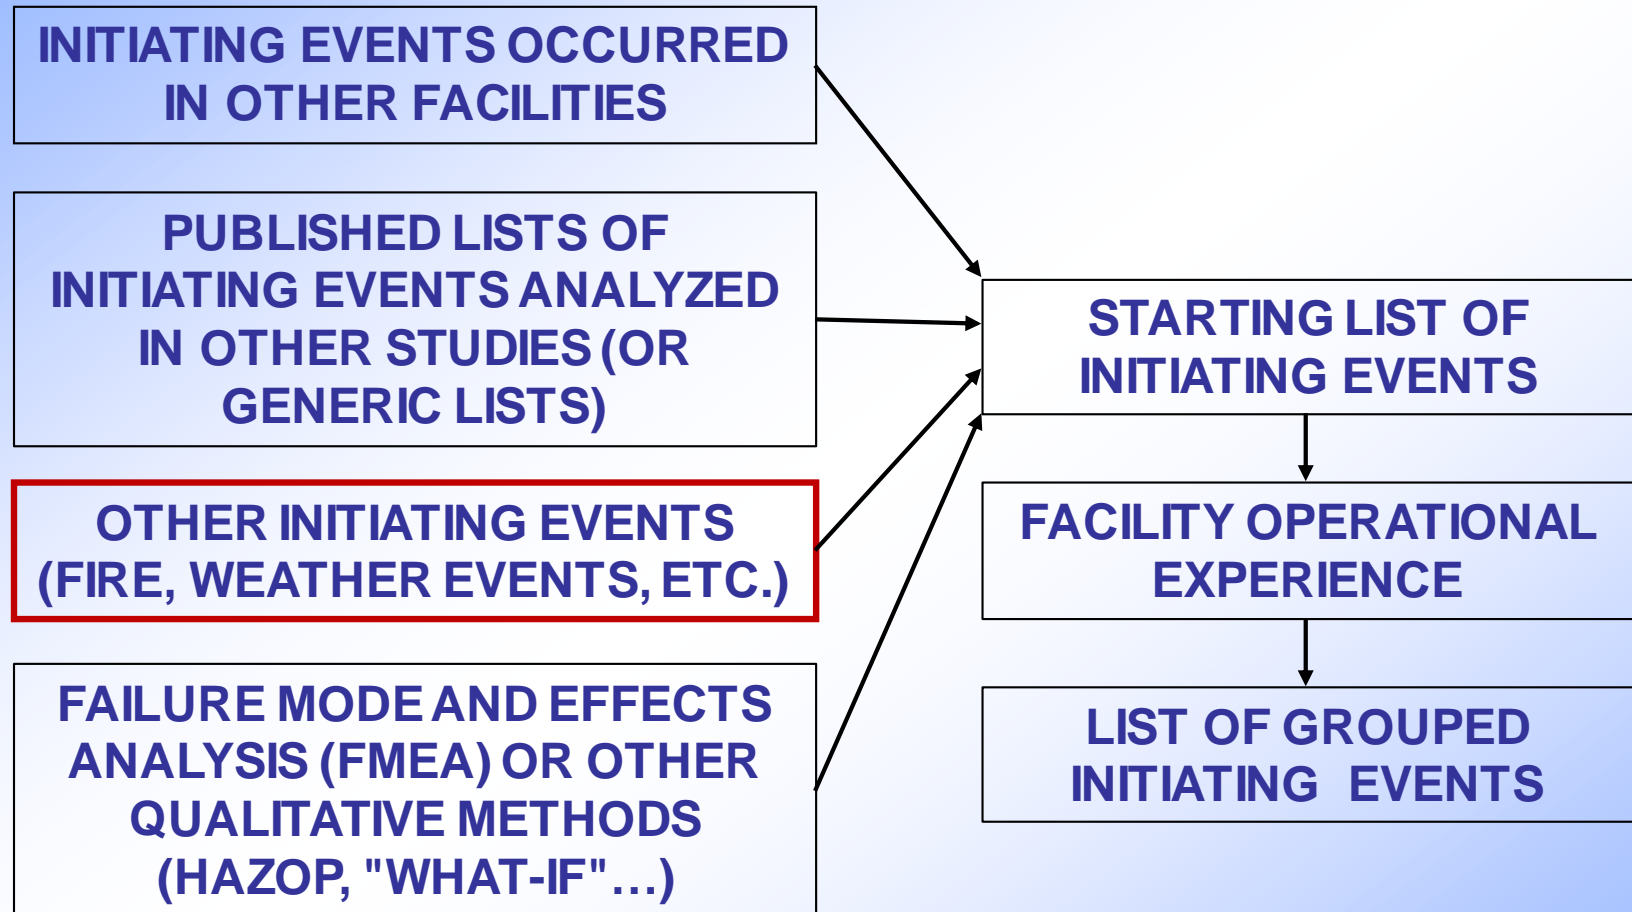 INITIATING EVENTS OCCURRED
IN OTHER FACILITIES
PUBLISHED LISTS OF
INITIATING EVENTS ANALYZED
IN OTHER STUDIES (OR
GENERIC LISTS)
OTHER INITIATING EVENTS
(FIRE, WEATHER EVENTS, ETC.)
FAILURE MODE AND EFFECTS
ANALYSIS (FMEA) OR OTHER
QUALITATIVE METHODS
(HAZOP, "WHAT-IF"…)
STARTING LIST OF
INITIATING EVENTS
FACILITY OPERATIONAL
EXPERIENCE
LIST OF GROUPED
INITIATING EVENTS